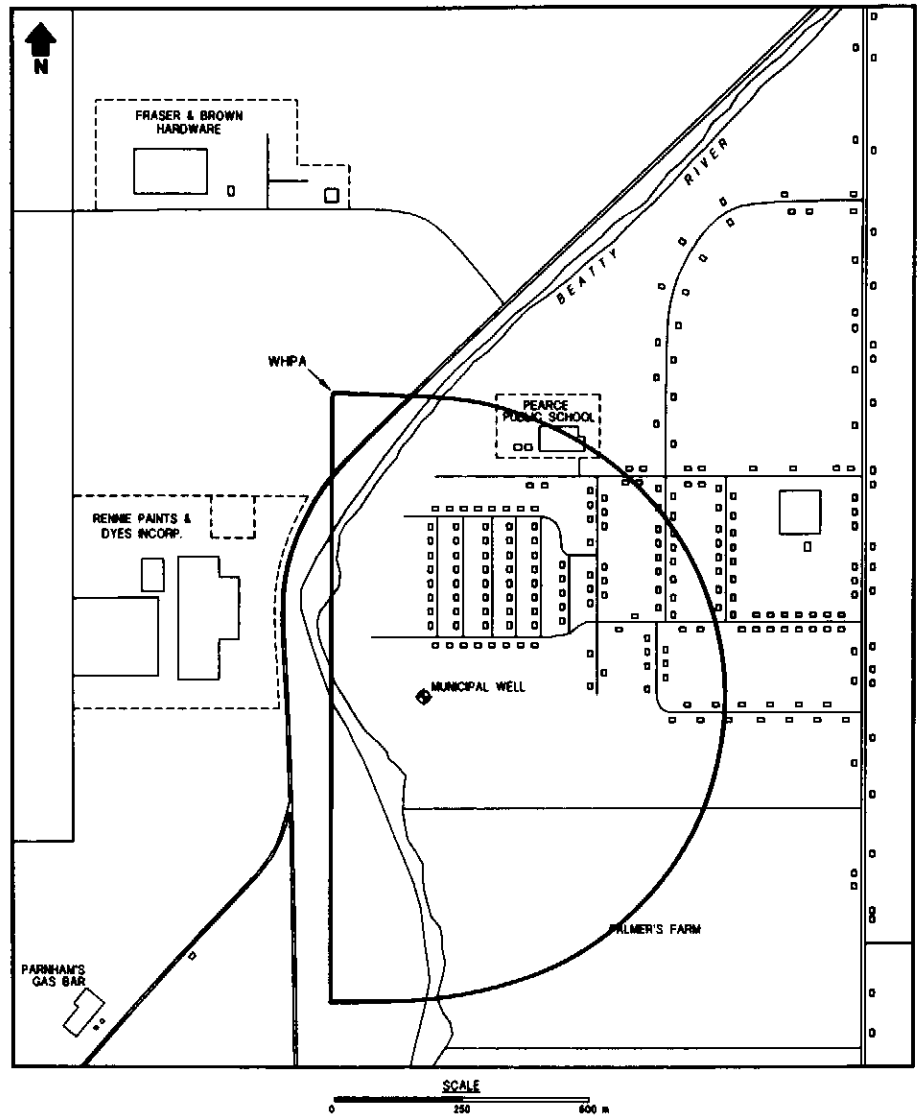 N
FRASER & BROWN
HARDWARE
BEATTY RIVER
WHPA
PEARCE
PUBLIC SCHOOL
RENNIE PAINTS &
DYES INCORP.
MUNICIPAL WELL
PALMER'S FARM
PARNHAM'S
GAS BAR
SCALE
0 250 500 m